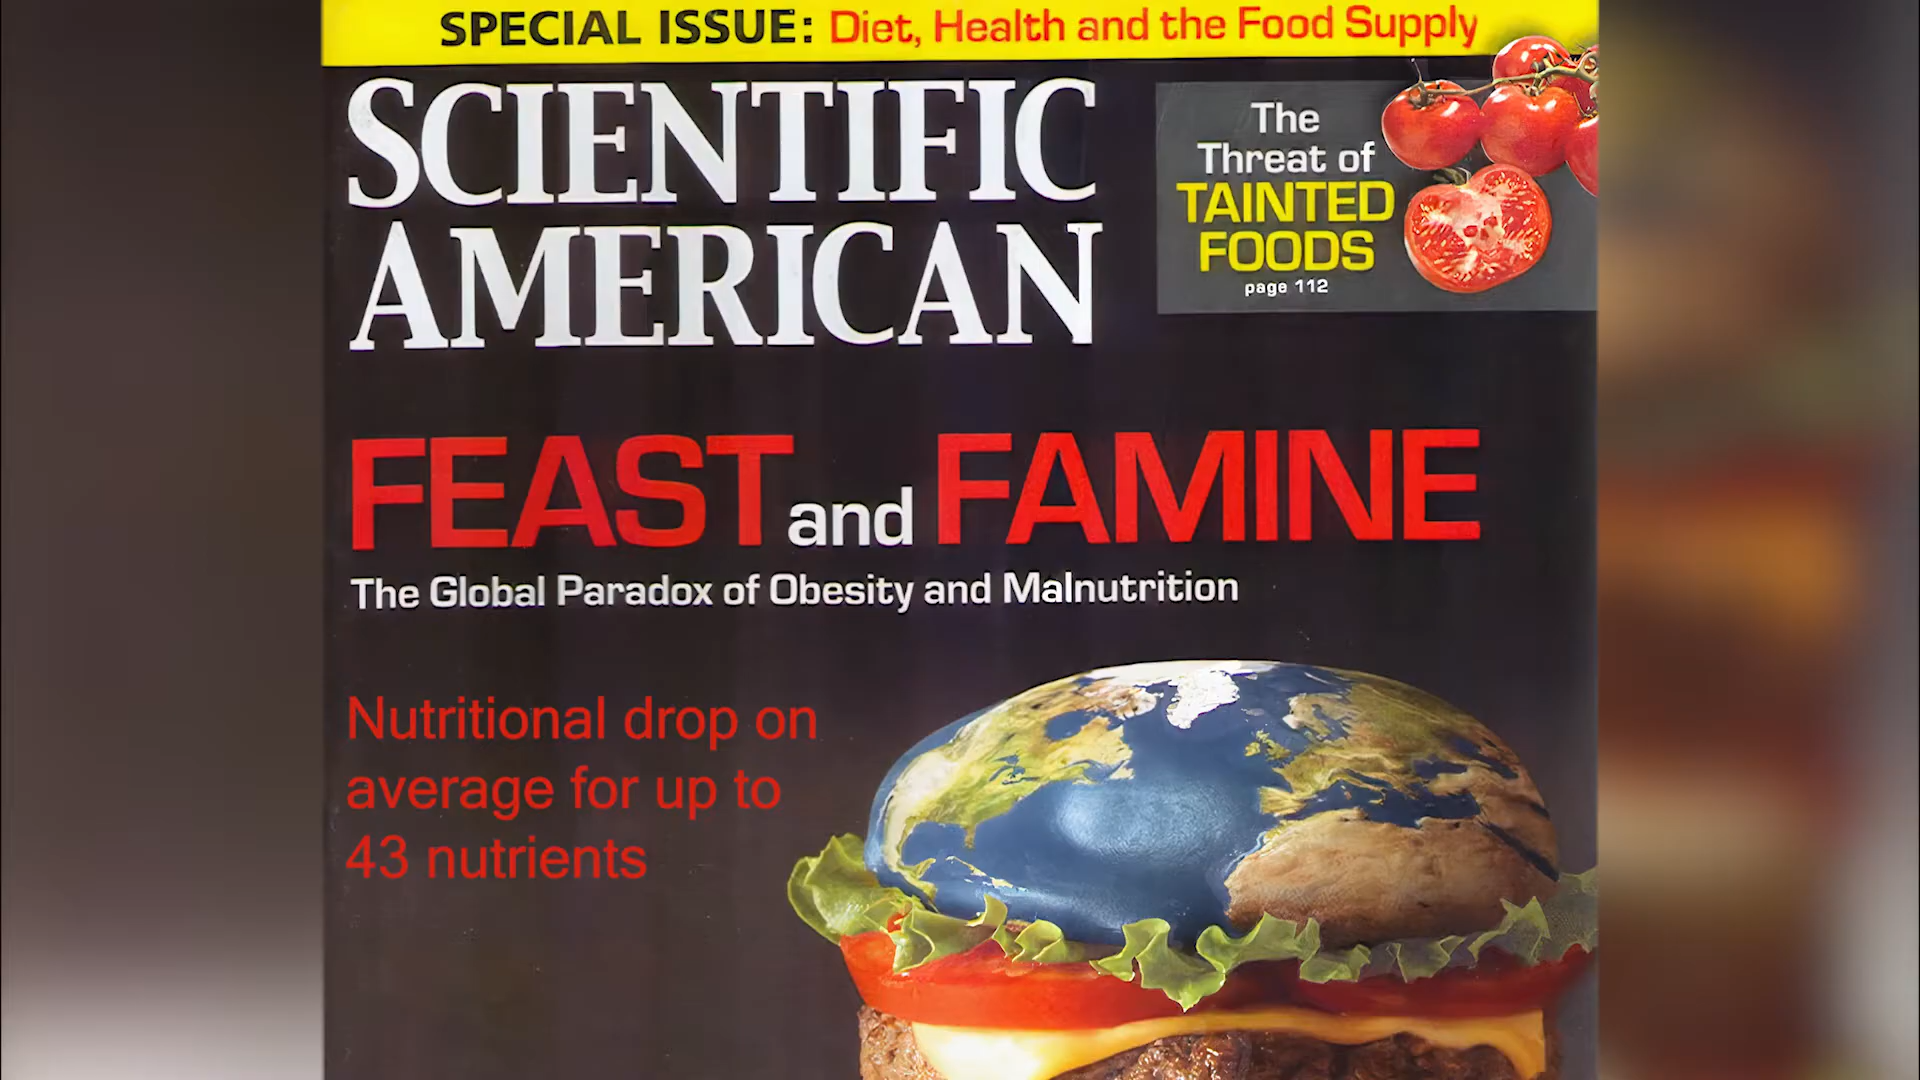 SPECIAL ISSUE: Diet, Health and the Food Supply
SCIENTIFIC
AMERICAN
The
Threat of
TAINTED
FOODS
page 112
FEAST and FAMINE
The Global Paradox of Obesity and Malnutrition
Nutritional drop on
average for up to
43 nutrients